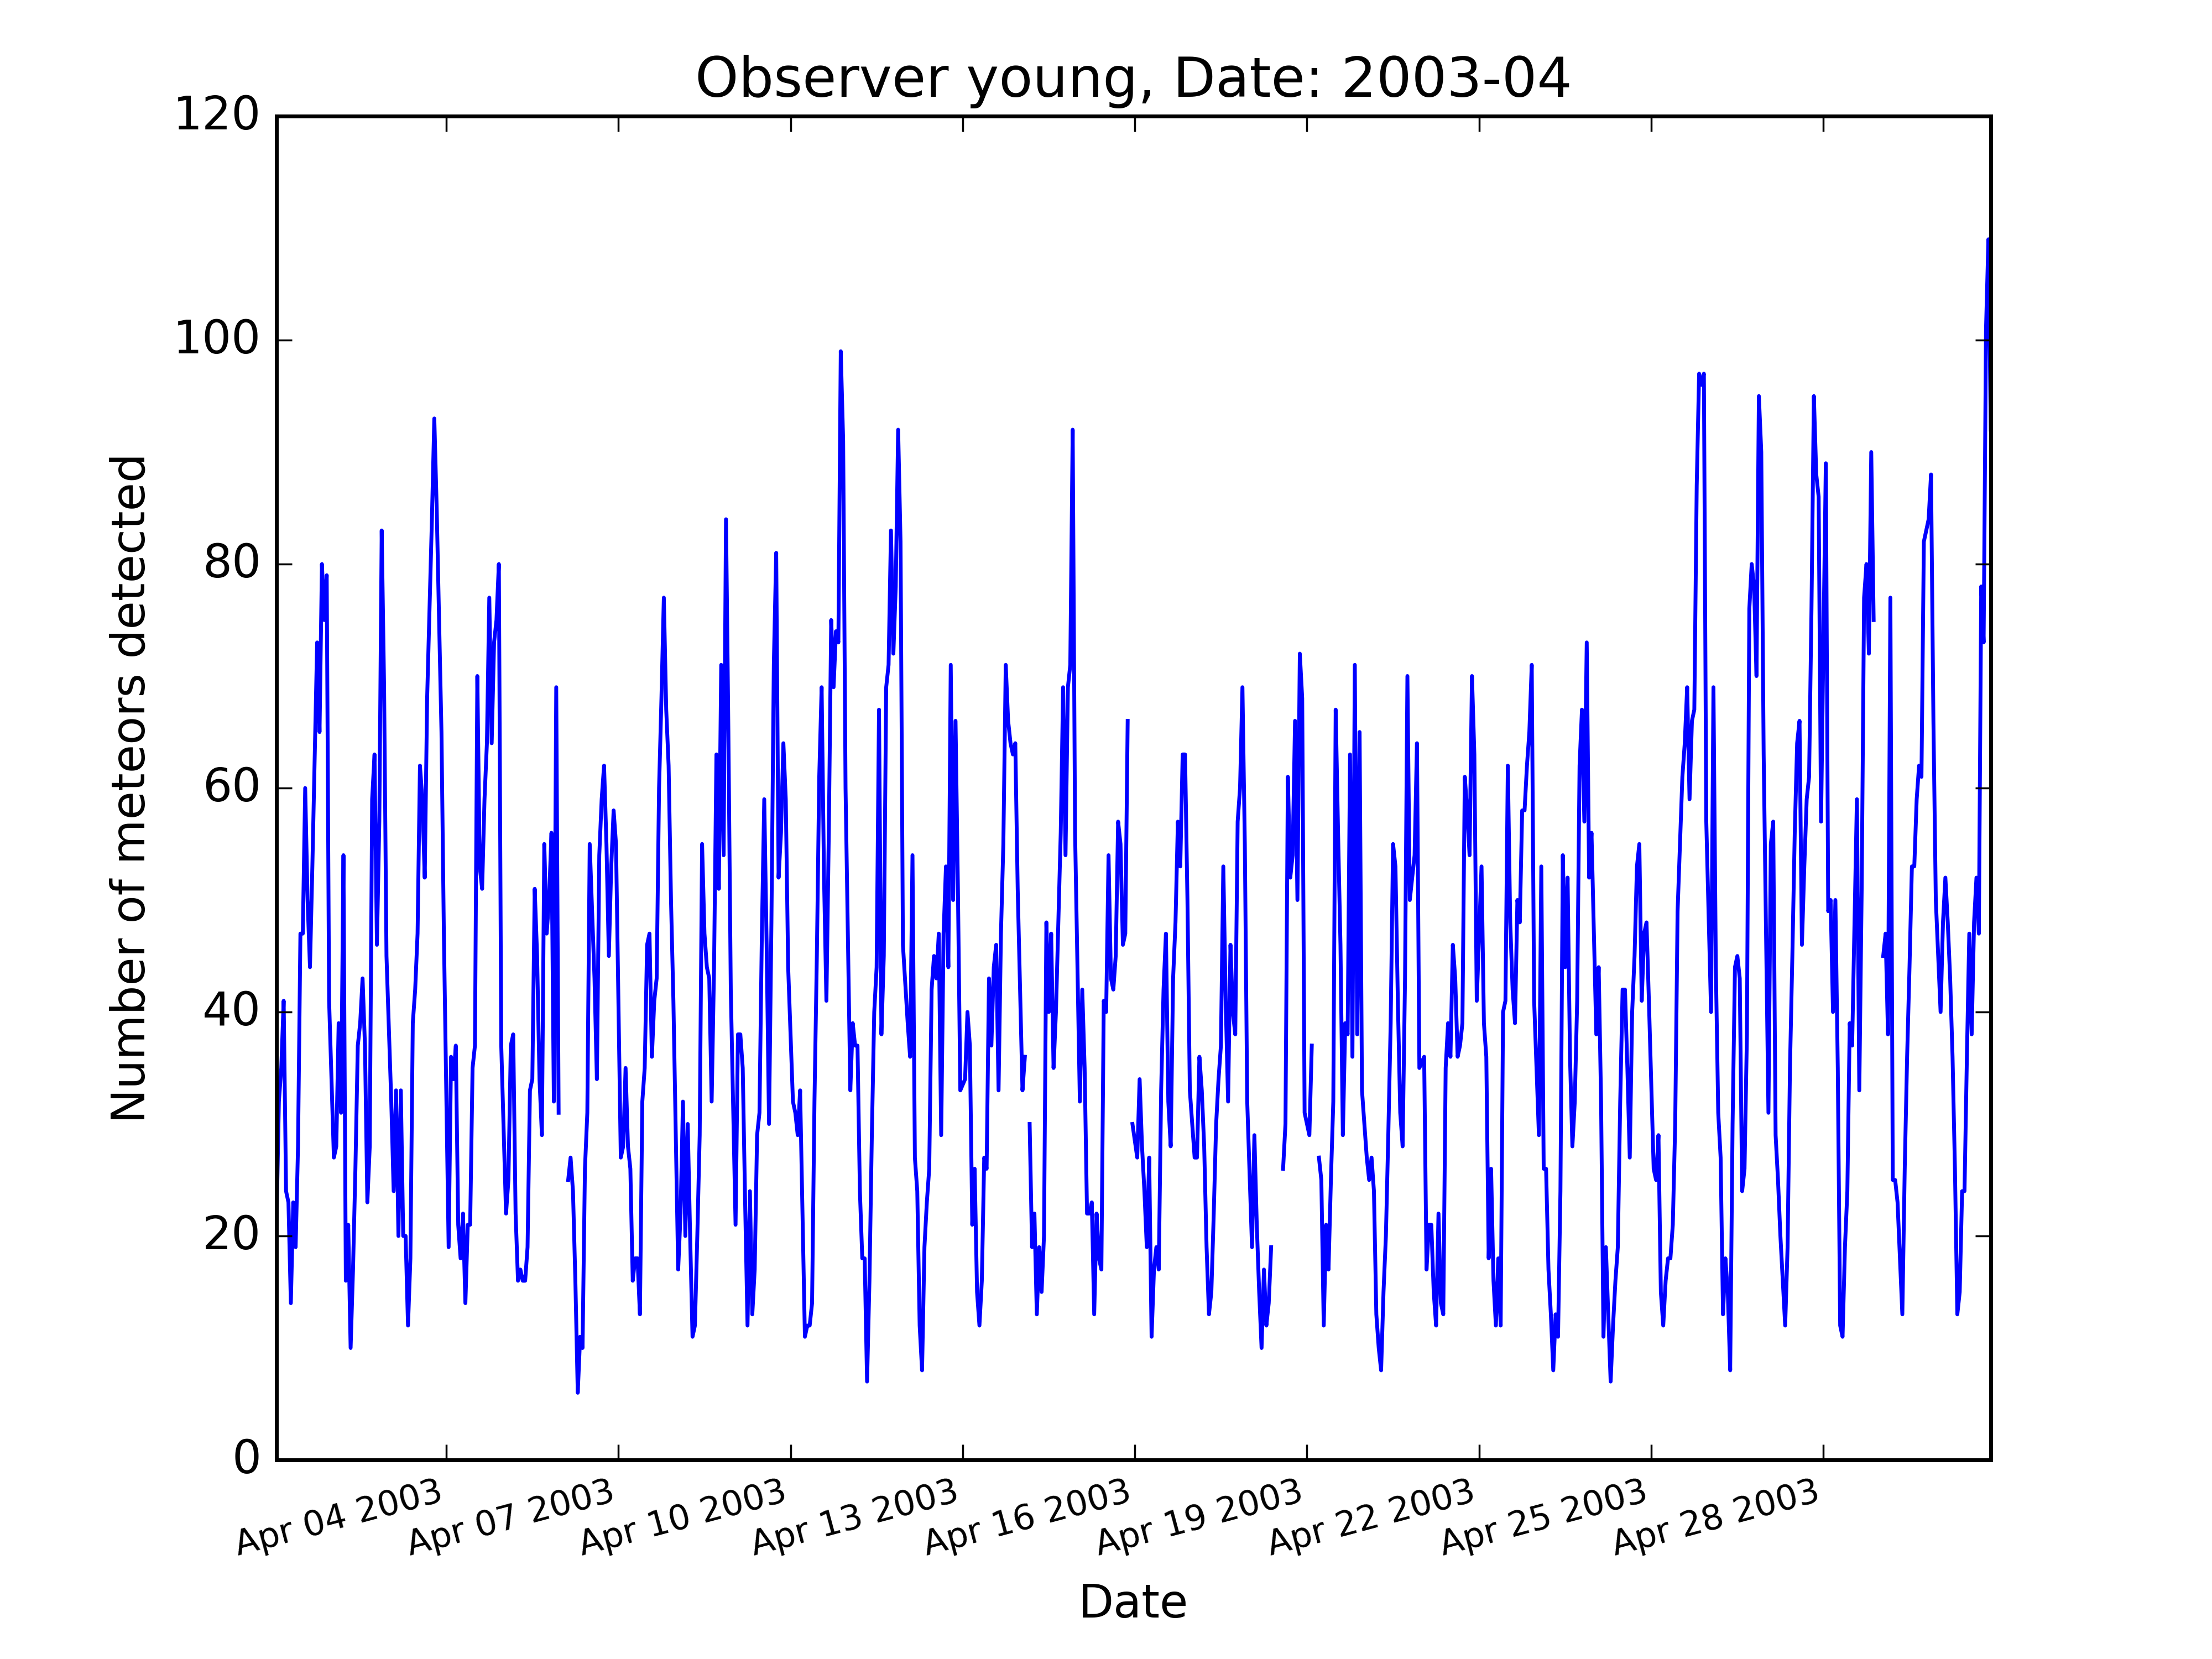 Observer young, Date: 2003-04
120
100
80
60
40
20
0
Number of meteors detected
Apr 04 2003
Apr 07 2003
Apr 10 2003
Apr 13 2003
Apr 16 2003
Apr 19 2003
Apr 22 2003
Apr 25 2003
Apr 28 2003
Date